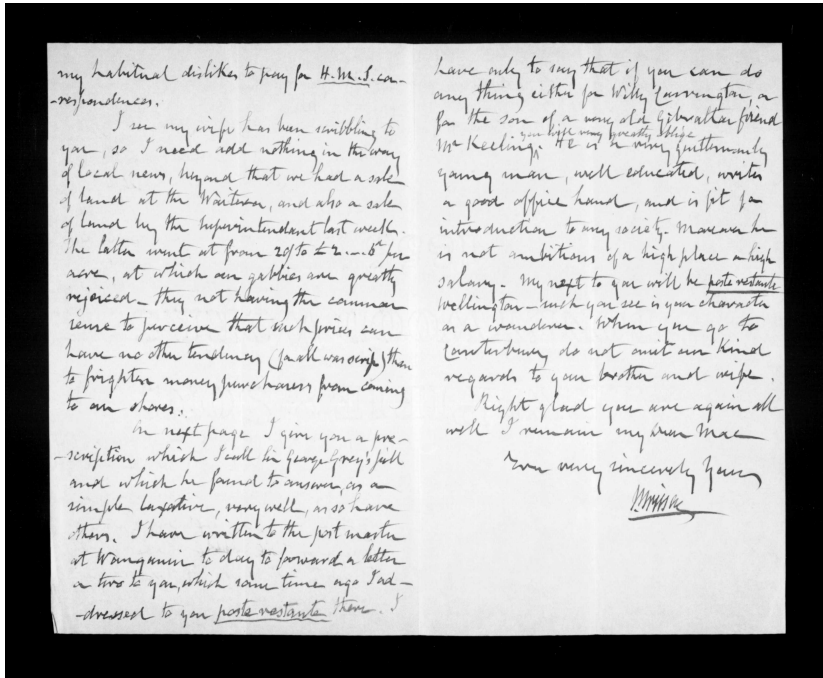 my habitual dislikes to pay for H.M.S. cor-
-respondences.
I see my wife has been scribbling to
you, so I need add nothing in the way
of local news, beyond that we had a sale
of land at the Waitera, and also a sale
of land by the Superintendant last week.
The latter went at from 20/ to £2.-.- pr
acre, at which our gabbies are greatly
rejoiced - they not having the common
sense to perceive that such prices can
have no other tendency (for all was scrip) than
to frighten money purchasers from coming
to our shores.
On next page I give you a pre-
-scription which I call Sir George Grey's pill
and which he found to answer, as a
simple laxative, very well, as so have
others. I have written to the post master
at Wanganui to day to forward a letter
or two to you, which some time ago I ad-
-dressed to you poste restante there. I
have only to say that if you can do
any thing either for Willy Carrington, or
for the son of a very old Gibraltar friend
you will very greatly oblige
Mr Keeling. He is a very gentlemanly
young man, well educated, writes
a good office hand, and is fit for
introduction to any society. Moreover he
is not ambitious of a high place or high
salary. My next to you will be poste restante
Wellington - such you see is your character
as a wanderer. When you go to
Canterbury do not omit our kind
regards to your brother and wife.
Right glad you are again all
well I remain my dear Mac
Ever very sincerely Yours